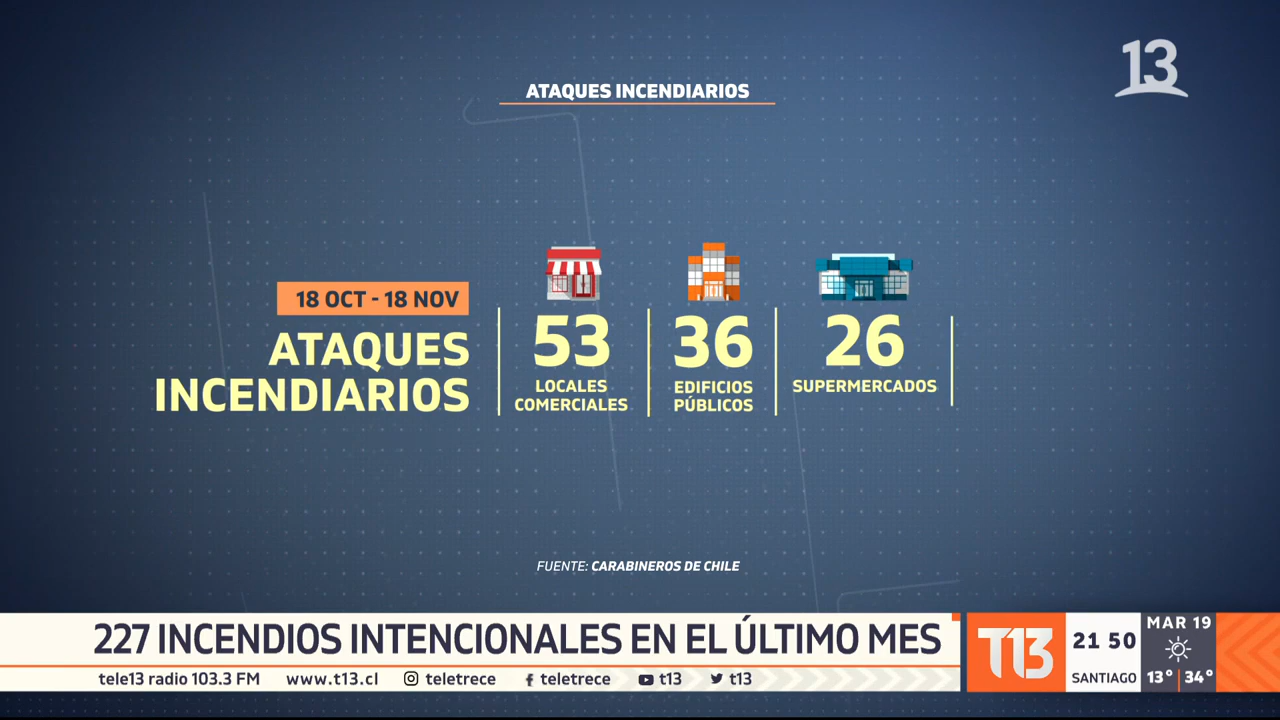 13
ATAQUES INCENDIARIOS
18 OCT - 18 NOV
ATAQUES
INCENDIARIOS
53
LOCALES
COMERCIALES
36
EDIFICIOS
PÚBLICOS
26
SUPERMERCADOS
FUENTE: CARABINEROS DE CHILE
227 INCENDIOS INTENCIONALES EN EL ÚLTIMO MES
tele13 radio 103.3 FM www.t13.cl teletrece teletrece t13 t13
T13
21 50
SANTIAGO
MAR 19
13° 34°